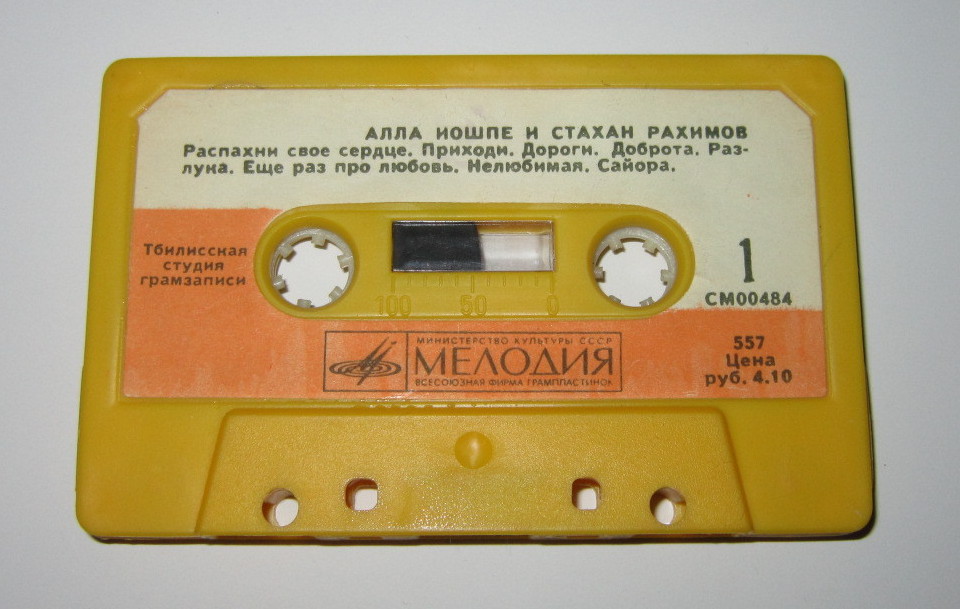 АЛЛА ИОШПЕ И СТАХАН РАХИМОВ
Распахни свое сердце. Приходи. Дороги. Доброта. Раз-
лука. Еще раз про любовь. Нелюбимая. Сайора.
Тбилисская
студия
грамзаписи
1
СМ00484
100 50 0
МИНИСТЕРСТВО КУЛЬТУРЫ СССР
МЕЛОДИЯ
ВСЕСОЮЗНАЯ ФИРМА ГРАМПЛАСТИНОК
557
Цена
руб. 4.10